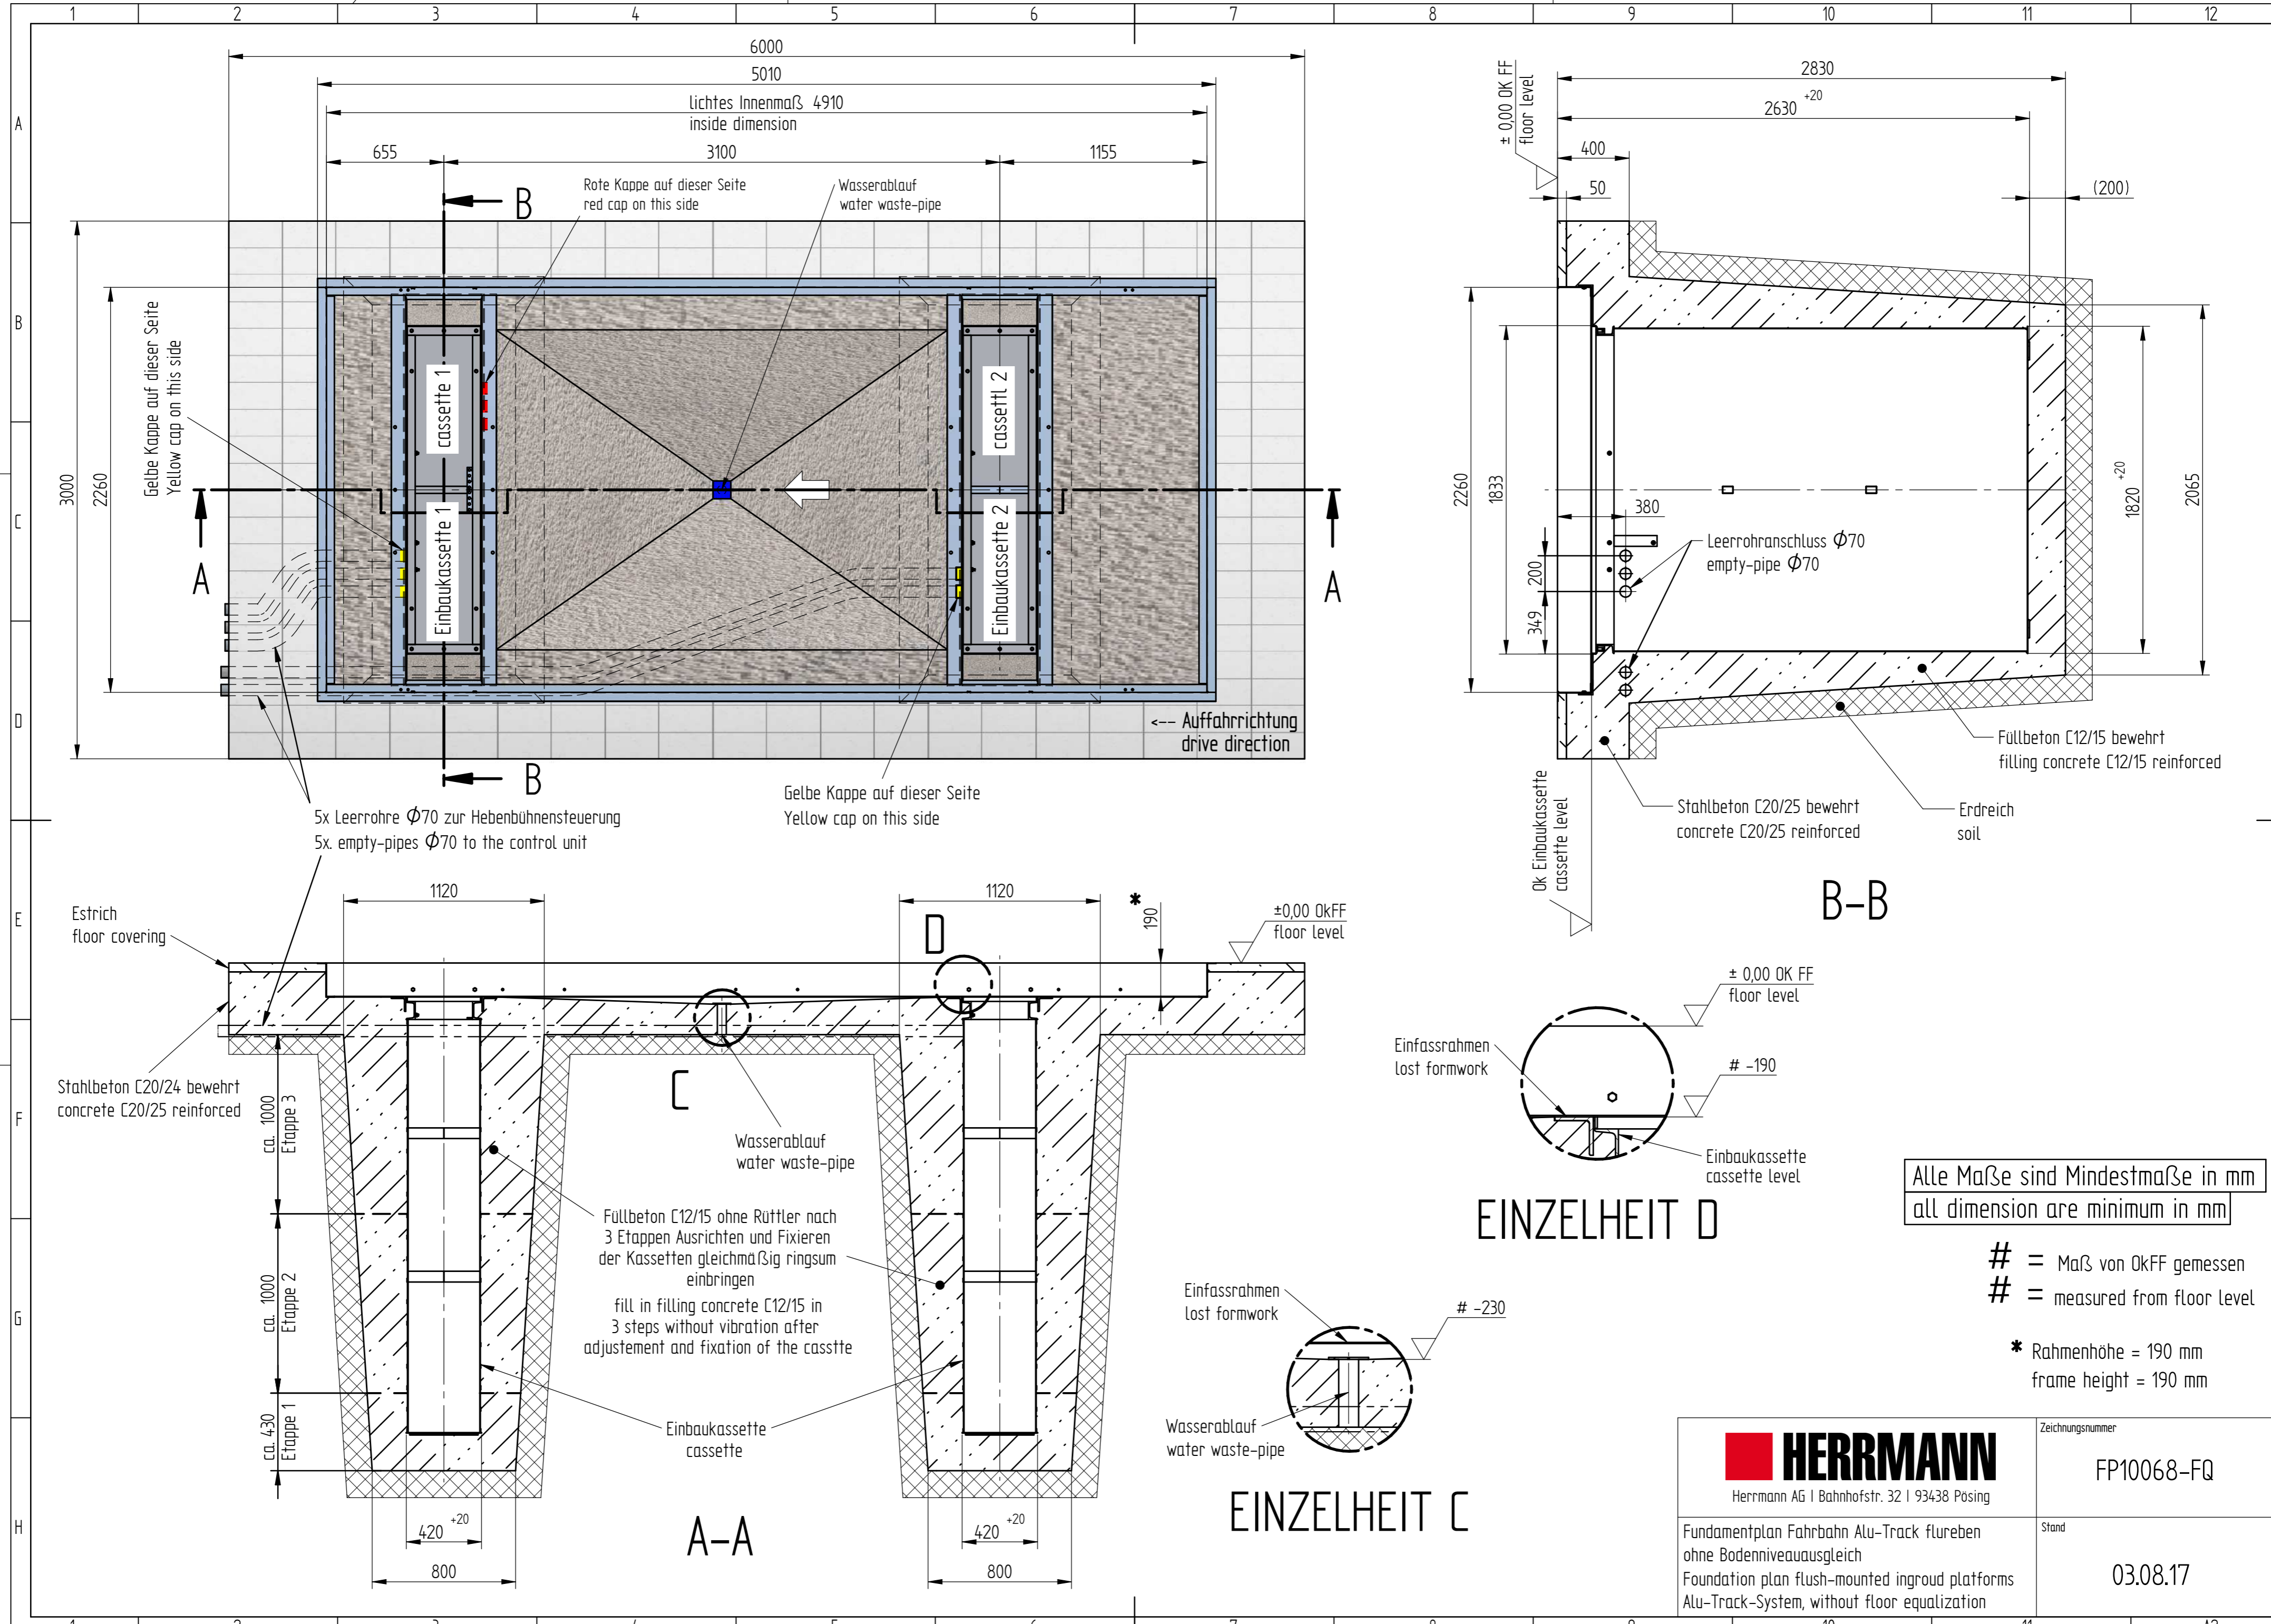 1 2 3 4 5 6 7 8 9 10 11 12
A
B
C
D
E
F
G
H
6000
5010
lichtes Innenmaß 4910
inside dimension
655
3100
1155
B
Rote Kappe auf dieser Seite
red cap on this side
Wasserablauf
water waste-pipe
3000
2260
Gelbe Kappe auf dieser Seite
Yellow cap on this side
cassette 1
Einbaukassette 1
cassettl 2
Einbaukassette 2
A
A
<-- Auffahrrichtung
drive direction
B
Gelbe Kappe auf dieser Seite
Yellow cap on this side
5x Leerrohre Φ70 zur Hebenbühnensteuerung
5x. empty-pipes Φ70 to the control unit
± 0,00 OK FF
floor level
2830
2630 +20
400
50
(200)
2260
1833
380
200
349
Leerrohranschluss Φ70
empty-pipe Φ70
1820 +20
2065
Füllbeton C12/15 bewehrt
filling concrete C12/15 reinforced
Stahlbeton C20/25 bewehrt
concrete C20/25 reinforced
Erdreich
soil
Ok Einbaukassette
cassette level
B-B
Estrich
floor covering
1120
1120
*
190
D
±0,00 OkFF
floor level
Stahlbeton C20/24 bewehrt
concrete C20/25 reinforced
C
Wasserablauf
water waste-pipe
ca. 1000
Etappe 3
ca. 1000
Etappe 2
ca. 430
Etappe 1
Füllbeton C12/15 ohne Rüttler nach
3 Etappen Ausrichten und Fixieren
der Kassetten gleichmäßig ringsum
einbringen
fill in filling concrete C12/15 in
3 steps without vibration after
adjustement and fixation of the casstte
Einbaukassette
cassette
420 +20
800
420 +20
800
A-A
± 0,00 OK FF
floor level
Einfassrahmen
lost formwork
# -190
Einbaukassette
cassette level
EINZELHEIT D
Einfassrahmen
lost formwork
# -230
Wasserablauf
water waste-pipe
EINZELHEIT C
Alle Maße sind Mindestmaße in mm
all dimension are minimum in mm
# = Maß von OkFF gemessen
# = measured from floor level
* Rahmenhöhe = 190 mm
frame height = 190 mm
HERRMANN
Herrmann AG | Bahnhofstr. 32 | 93438 Pösing
Zeichnungsnummer
FP10068-FQ
Fundamentplan Fahrbahn Alu-Track flureben
ohne Bodenniveauausgleich
Foundation plan flush-mounted ingroud platforms
Alu-Track-System, without floor equalization
Stand
03.08.17